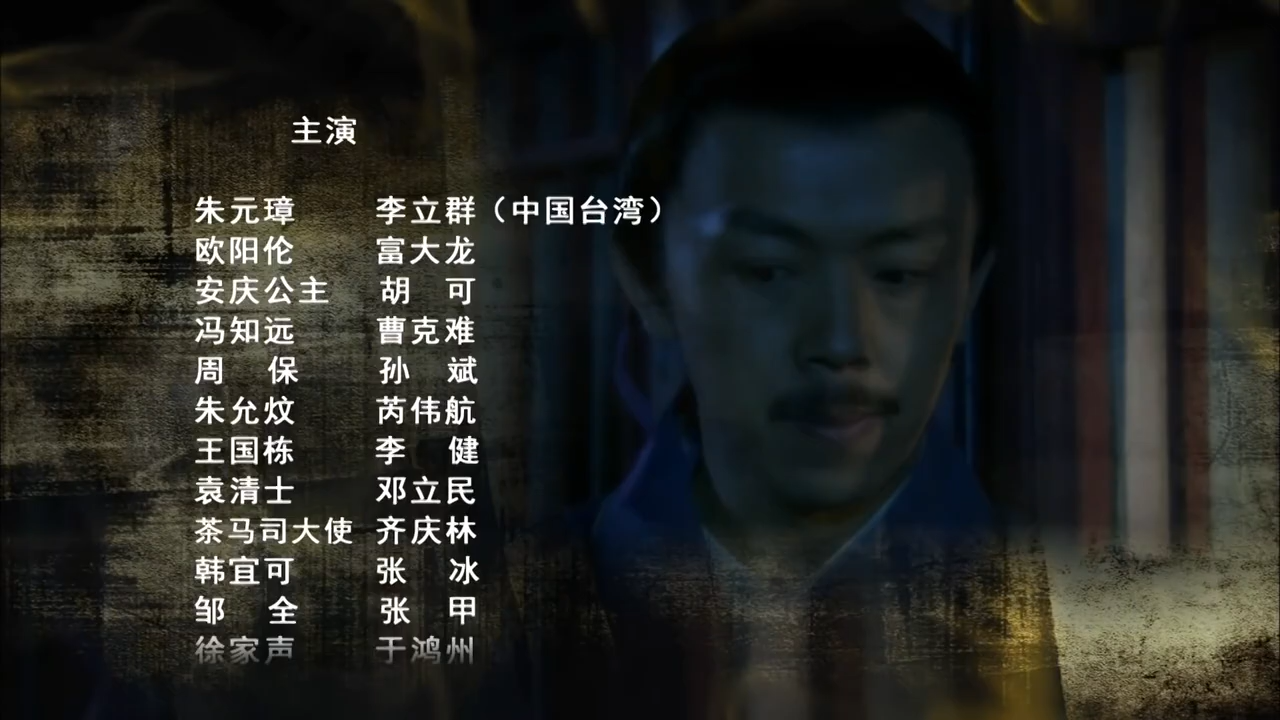 主演
朱元璋 李立群（中国台湾）
欧阳伦 富大龙
安庆公主 胡 可
冯知远 曹克难
周 保 孙 斌
朱允炆 芮伟航
王国栋 李 健
袁清士 邓立民
茶马司大使 齐庆林
韩宜可 张 冰
邹 全 张 甲
徐家声 于鸿州